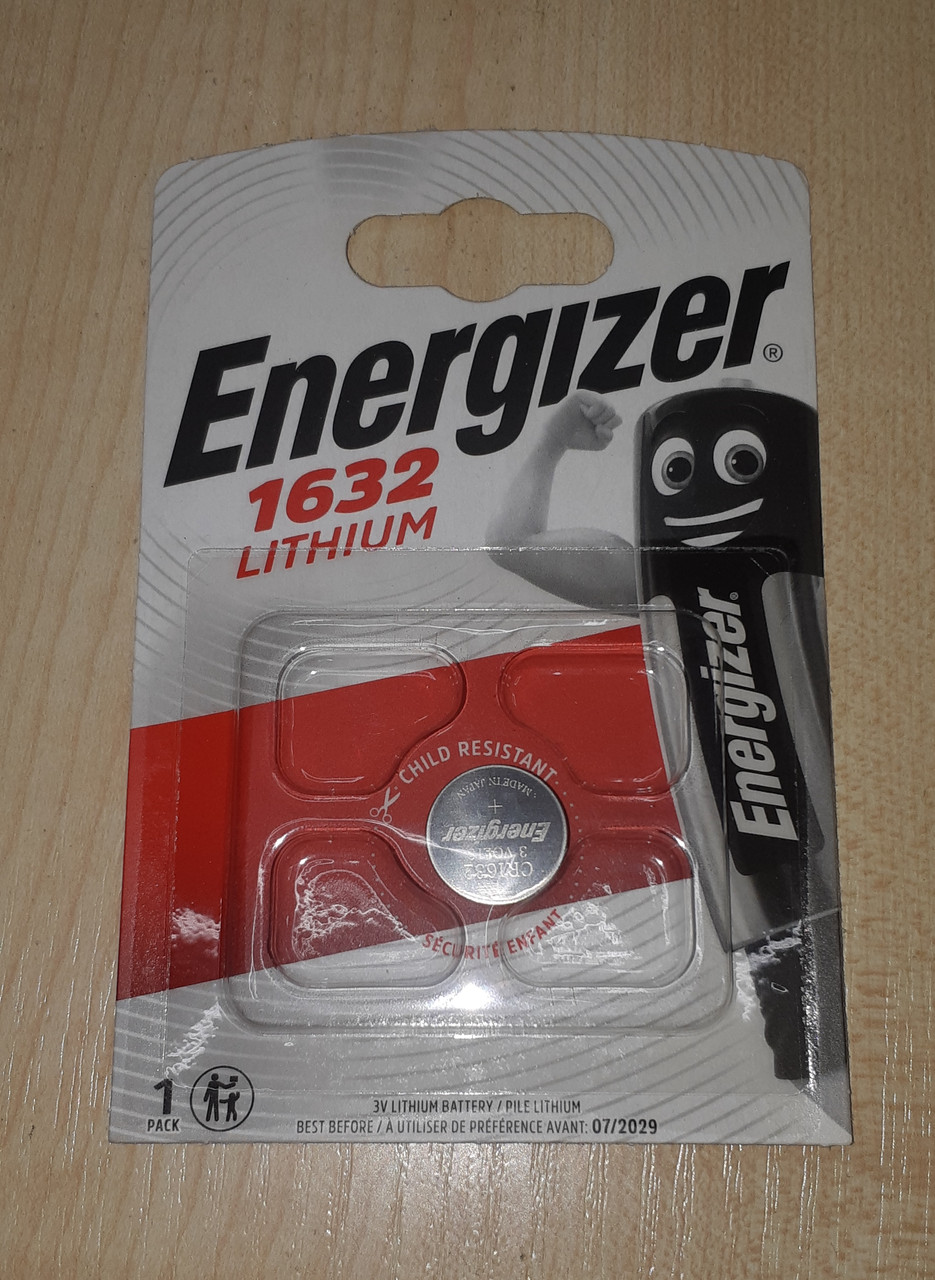 Energizer®
1632
LITHIUM
Energizer®
CHILD RESISTANT
MADE IN JAPAN
+
Energizer
3 VOLTS
CR1632
SÉCURITÉ ENFANT
1
PACK
3V LITHIUM BATTERY / PILE LITHIUM
BEST BEFORE / À UTILISER DE PRÉFÉRENCE AVANT: 07/2029